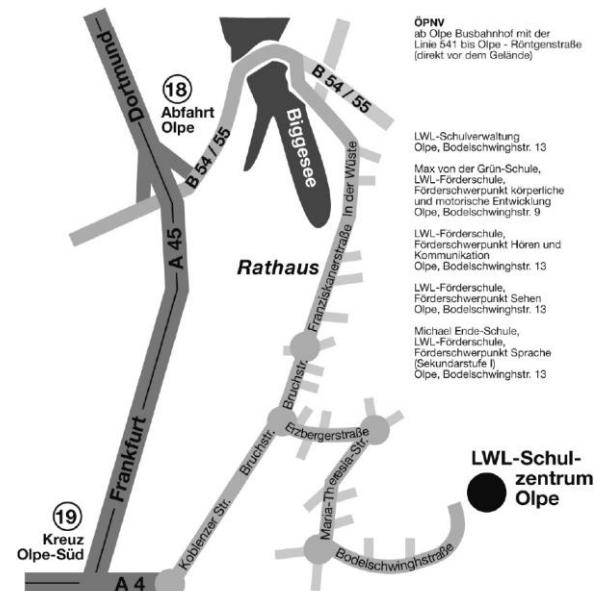 ÖPNV
ab Olpe Busbahnhof mit der
Linie 541 bis Olpe - Röntgenstraße
(direkt vor dem Gelände)
Dortmund
18
Abfahrt
Olpe
B 54 / 55
B 54 / 55
Biggesee
In der Wüste
LWL-Schulverwaltung
Olpe, Bodelschwinghstr. 13
Max von der Grün-Schule,
LWL-Förderschule,
Förderschwerpunkt körperliche
und motorische Entwicklung
Olpe, Bodelschwinghstr. 9
LWL-Förderschule,
Förderschwerpunkt Hören und
Kommunikation
Olpe, Bodelschwinghstr. 13
LWL-Förderschule,
Förderschwerpunkt Sehen
Olpe, Bodelschwinghstr. 13
Michael Ende-Schule,
LWL-Förderschule,
Förderschwerpunkt Sprache
(Sekundarstufe I)
Olpe, Bodelschwinghstr. 13
A 45
Rathaus
Franziskanerstraße
Bruchstr.
Bruchstr.
Erzbergerstraße
Maria-Theresia-Str.
Koblenzer Str.
Bodelschwinghstraße
LWL-Schul-
zentrum
Olpe
Frankfurt
19
Kreuz
Olpe-Süd
A 4